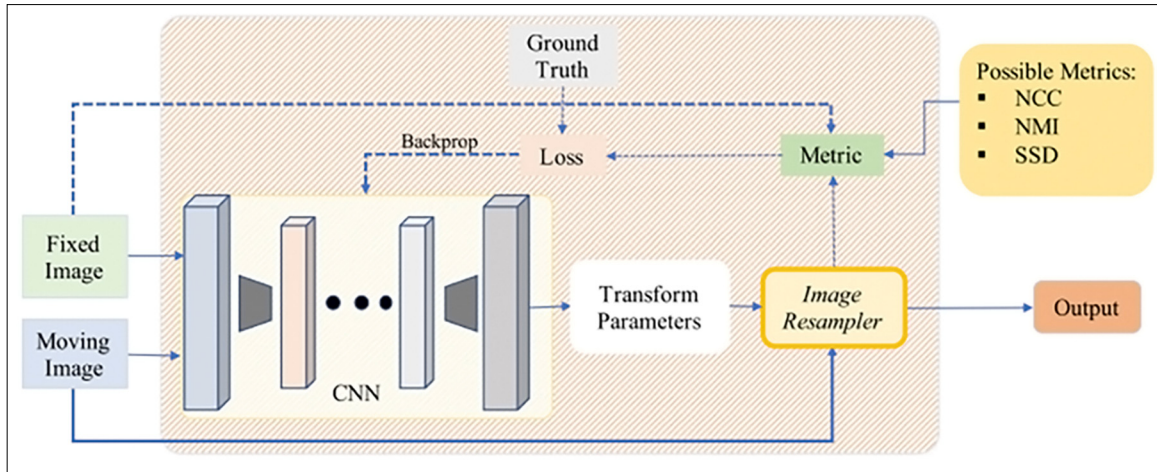 Ground
Truth
Possible Metrics:
▪ NCC
▪ NMI
▪ SSD
Backprop
Loss
Metric
Fixed
Image
Moving
Image
CNN
Transform
Parameters
Image
Resampler
Output